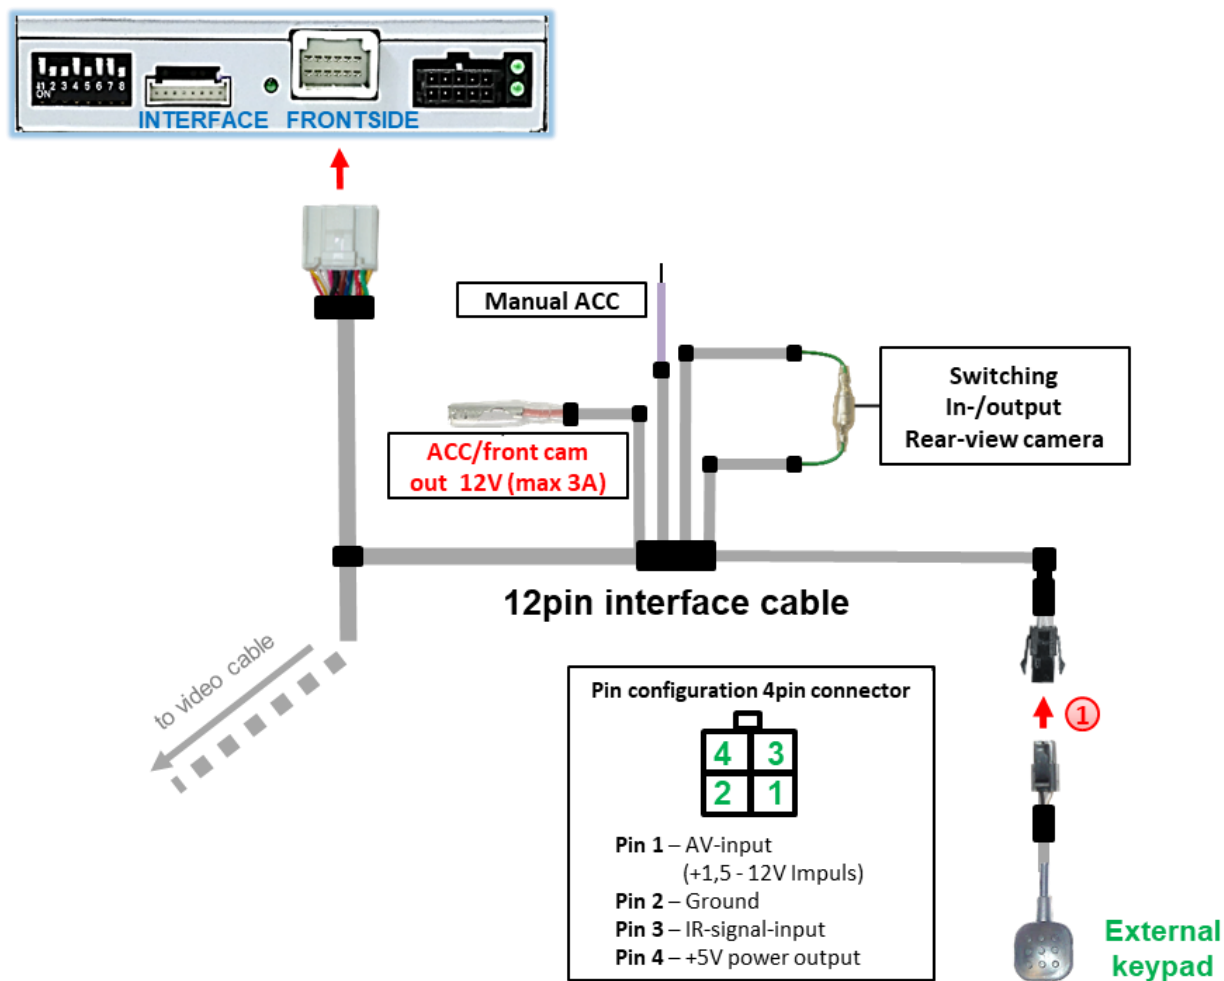 1 2 3 4 5 6 7 8
ON
INTERFACE FRONTSIDE
Manual ACC
Switching
In-/output
Rear-view camera
ACC/front cam
out 12V (max 3A)
12pin interface cable
to video cable
Pin configuration 4pin connector
4 3
2 1
Pin 1 – AV-input
(+1,5 - 12V Impuls)
Pin 2 – Ground
Pin 3 – IR-signal-input
Pin 4 – +5V power output
1
External
keypad